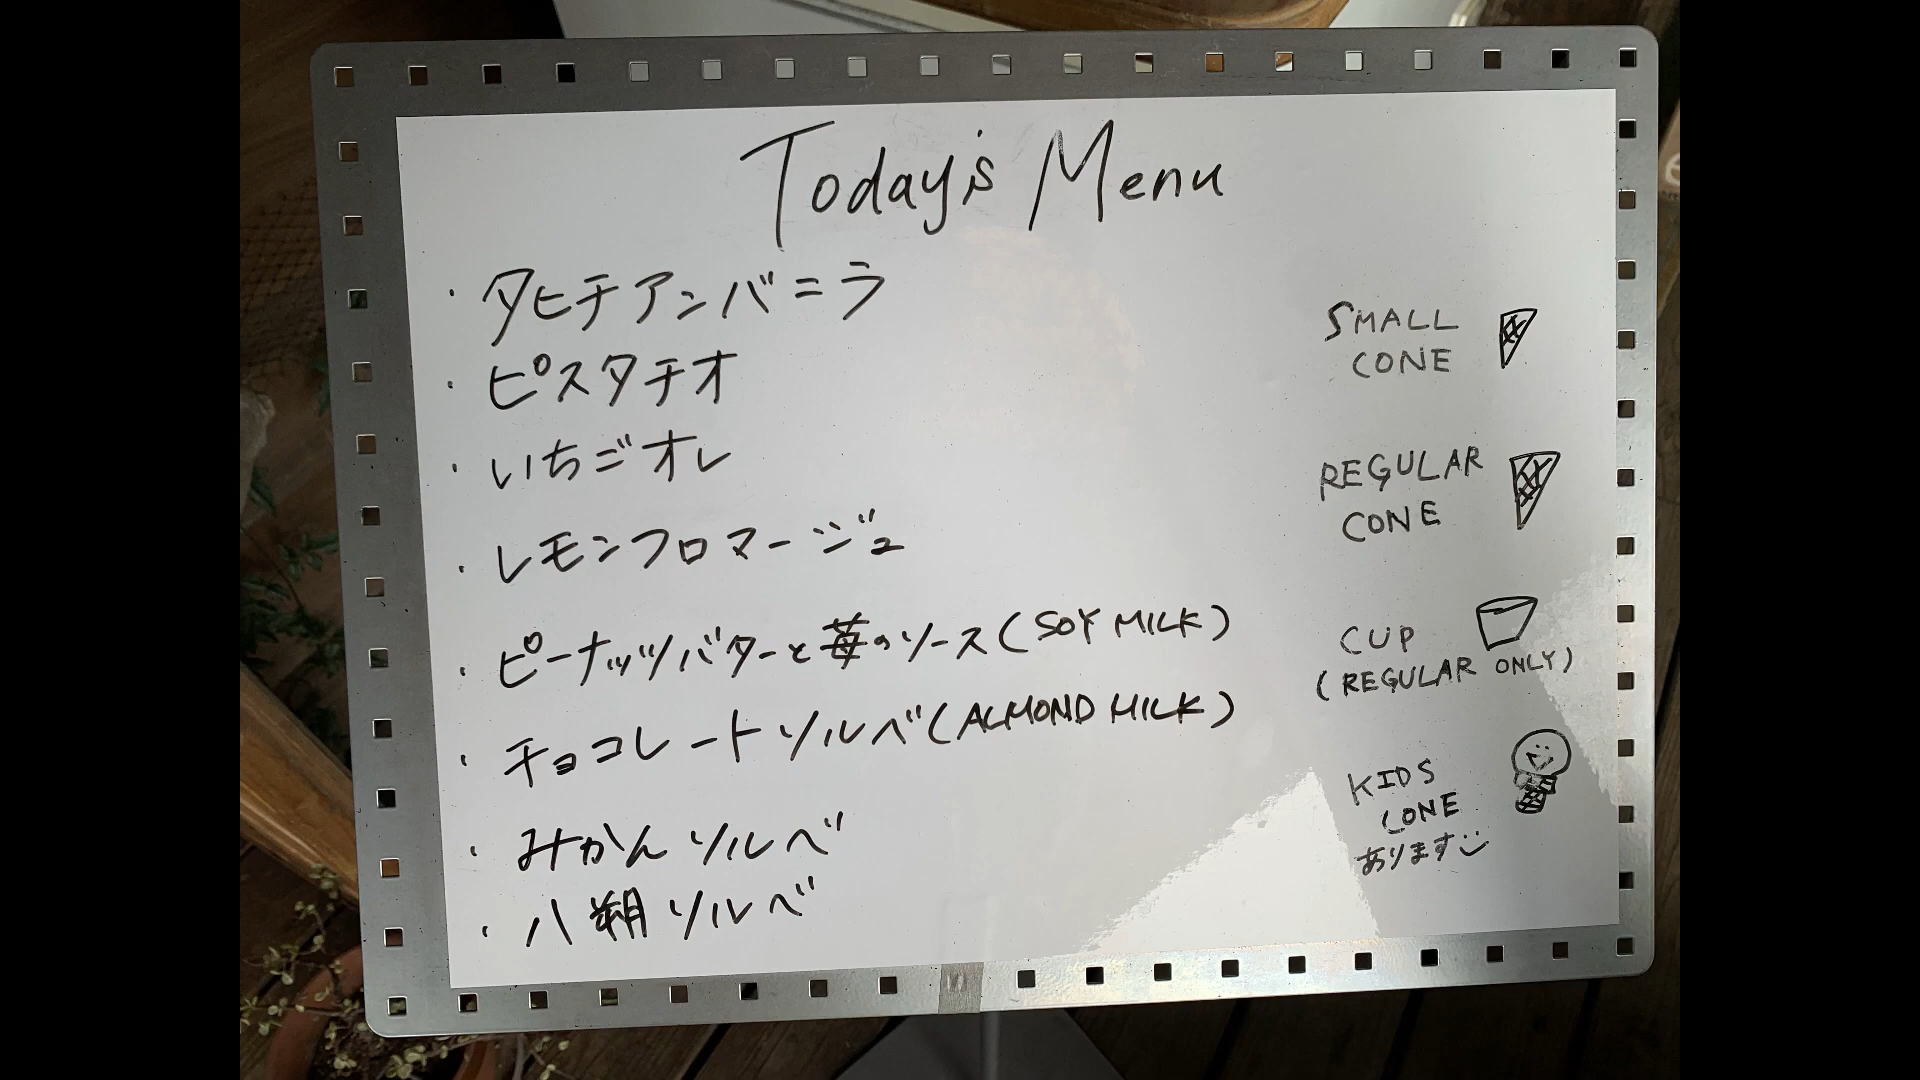 Today's Menu
・タヒチアンバニラ
・ピスタチオ
・いちごオレ
・レモンフロマージュ
・ピーナッツバターと苺のソース(SOY MILK)
・チョコレートソルベ(ALMOND MILK)
・みかんソルベ
・八朔ソルベ
SMALL
CONE
REGULAR
CONE
CUP
(REGULAR ONLY)
KIDS
CONE
あります